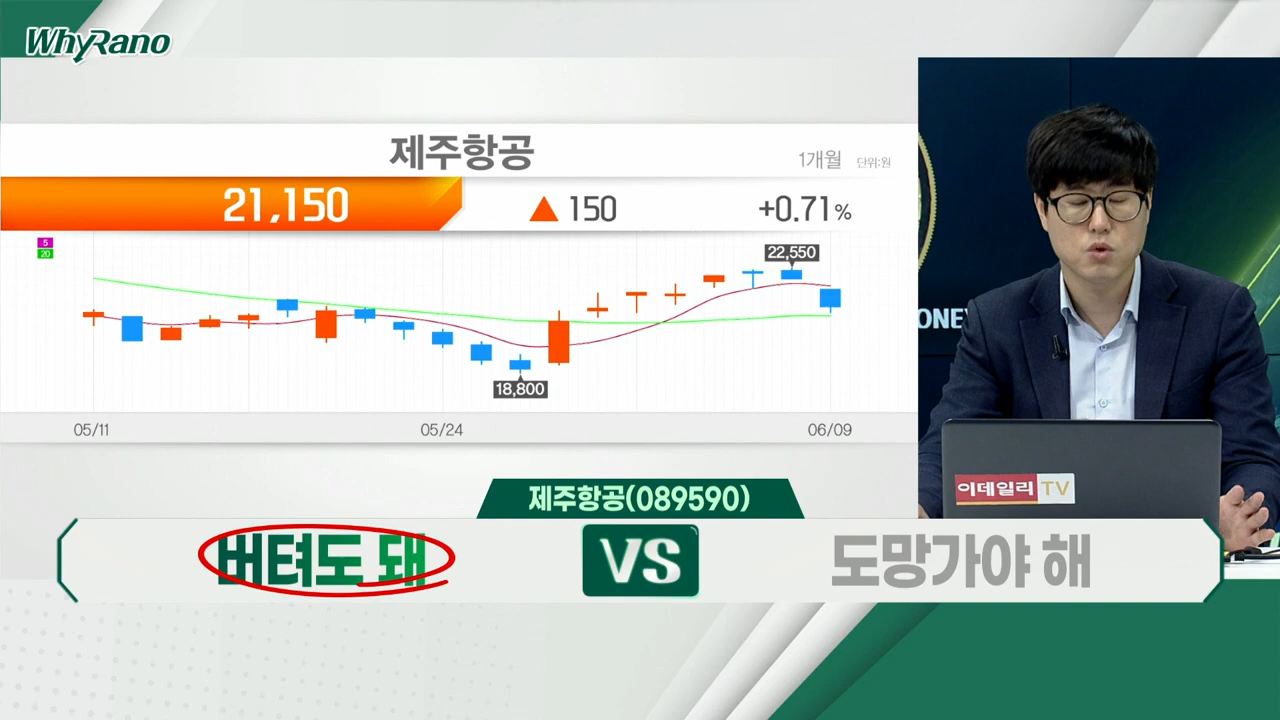 WhyRano
제주항공
1개월 단위:원
21,150 ▲150 +0.71%
5
20
22,550
18,800
05/11 05/24 06/09
ONEY
이데일리 TV
제주항공(089590)
버텨도 돼 VS 도망가야 해